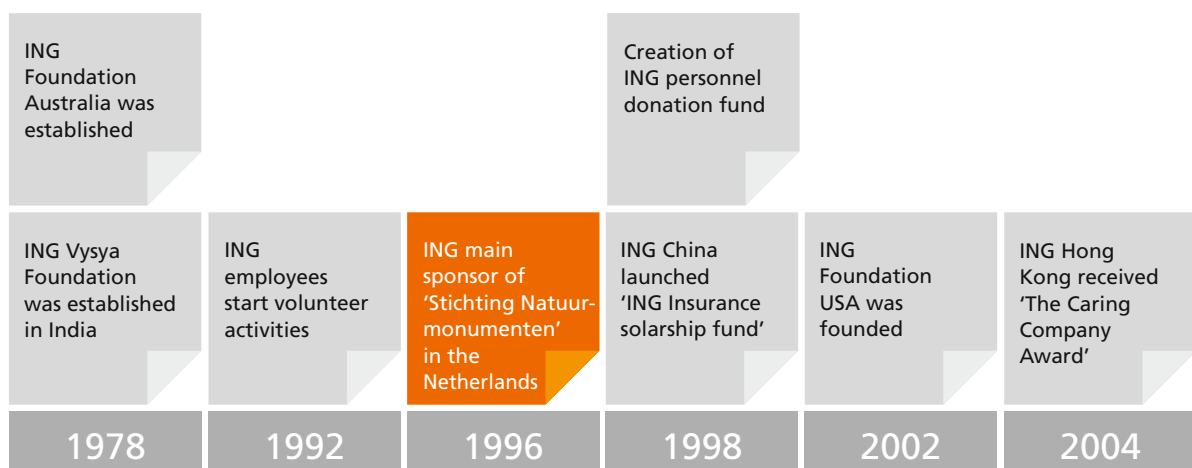 ING
Foundation
Australia was
established
Creation of
ING personnel
donation fund
ING Vysya
Foundation
was established
in India
ING
employees
start volunteer
activities
ING main
sponsor of
‘Stichting Natuur-
monumenten’
in the
Netherlands
ING China
launched
‘ING Insurance
solarship fund’
ING
Foundation
USA was
founded
ING Hong
Kong received
‘The Caring
Company
Award’
1978
1992
1996
1998
2002
2004